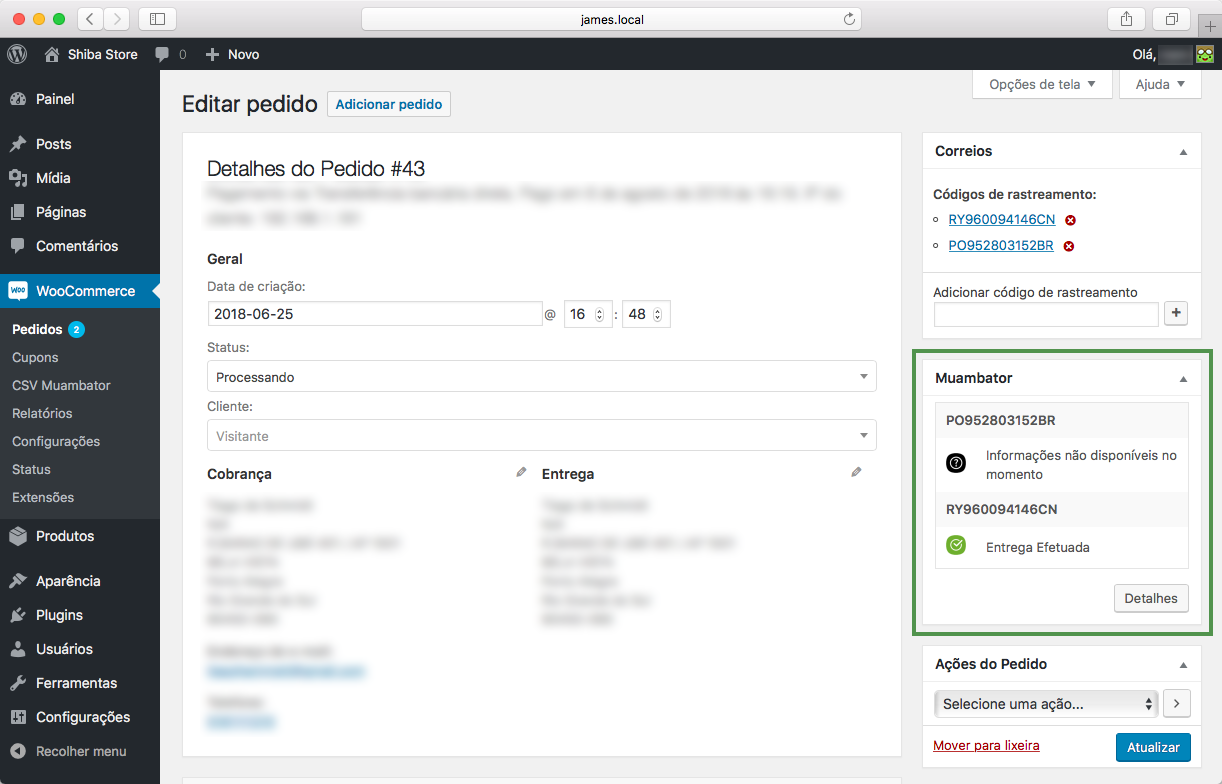 james.local
Shiba Store
0
Novo
Olá,
Painel
Posts
Mídia
Páginas
Comentários
WooCommerce
Pedidos 2
Cupons
CSV Muambator
Relatórios
Configurações
Status
Extensões
Produtos
Aparência
Plugins
Usuários
Ferramentas
Configurações
Recolher menu
Opções de tela
Ajuda
Editar pedido
Adicionar pedido
Detalhes do Pedido #43
Geral
Data de criação:
2018-06-25 @ 16 : 48
Status:
Processando
Cliente:
Visitante
Cobrança
Entrega
Correios
Códigos de rastreamento:
RY960094146CN
PO952803152BR
Adicionar código de rastreamento
+
Muambator
PO952803152BR
Informações não disponíveis no
momento
RY960094146CN
Entrega Efetuada
Detalhes
Ações do Pedido
Selecione uma ação...
Mover para lixeira
Atualizar